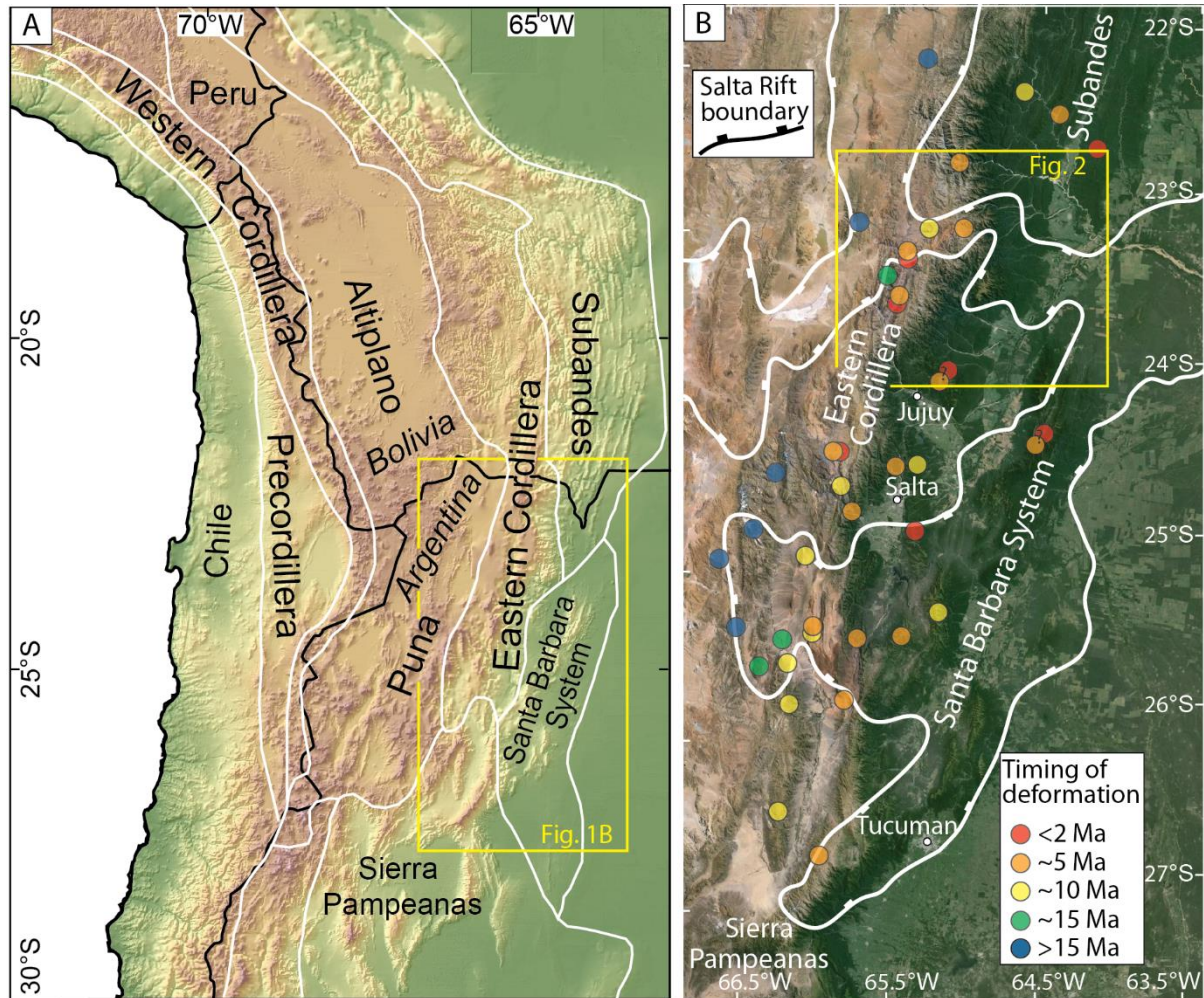 A
70°W
65°W
Peru
Western
Cordillera
Altiplano
Bolivia
Subandes
20°S
Chile
Precordillera
Argentina
Puna
Eastern Cordillera
Santa Barbara
System
25°S
Fig. 1B
Sierra
Pampeanas
30°S
B
22°S
Salta Rift
boundary
Subandes
Fig. 2
23°S
24°S
Eastern
Cordillera
Jujuy
Salta
Santa Barbara System
25°S
26°S
Timing of
deformation
<2 Ma
~5 Ma
~10 Ma
~15 Ma
>15 Ma
Tucuman
27°S
Sierra
Pampeanas
66.5°W
65.5°W
64.5°W
63.5°W